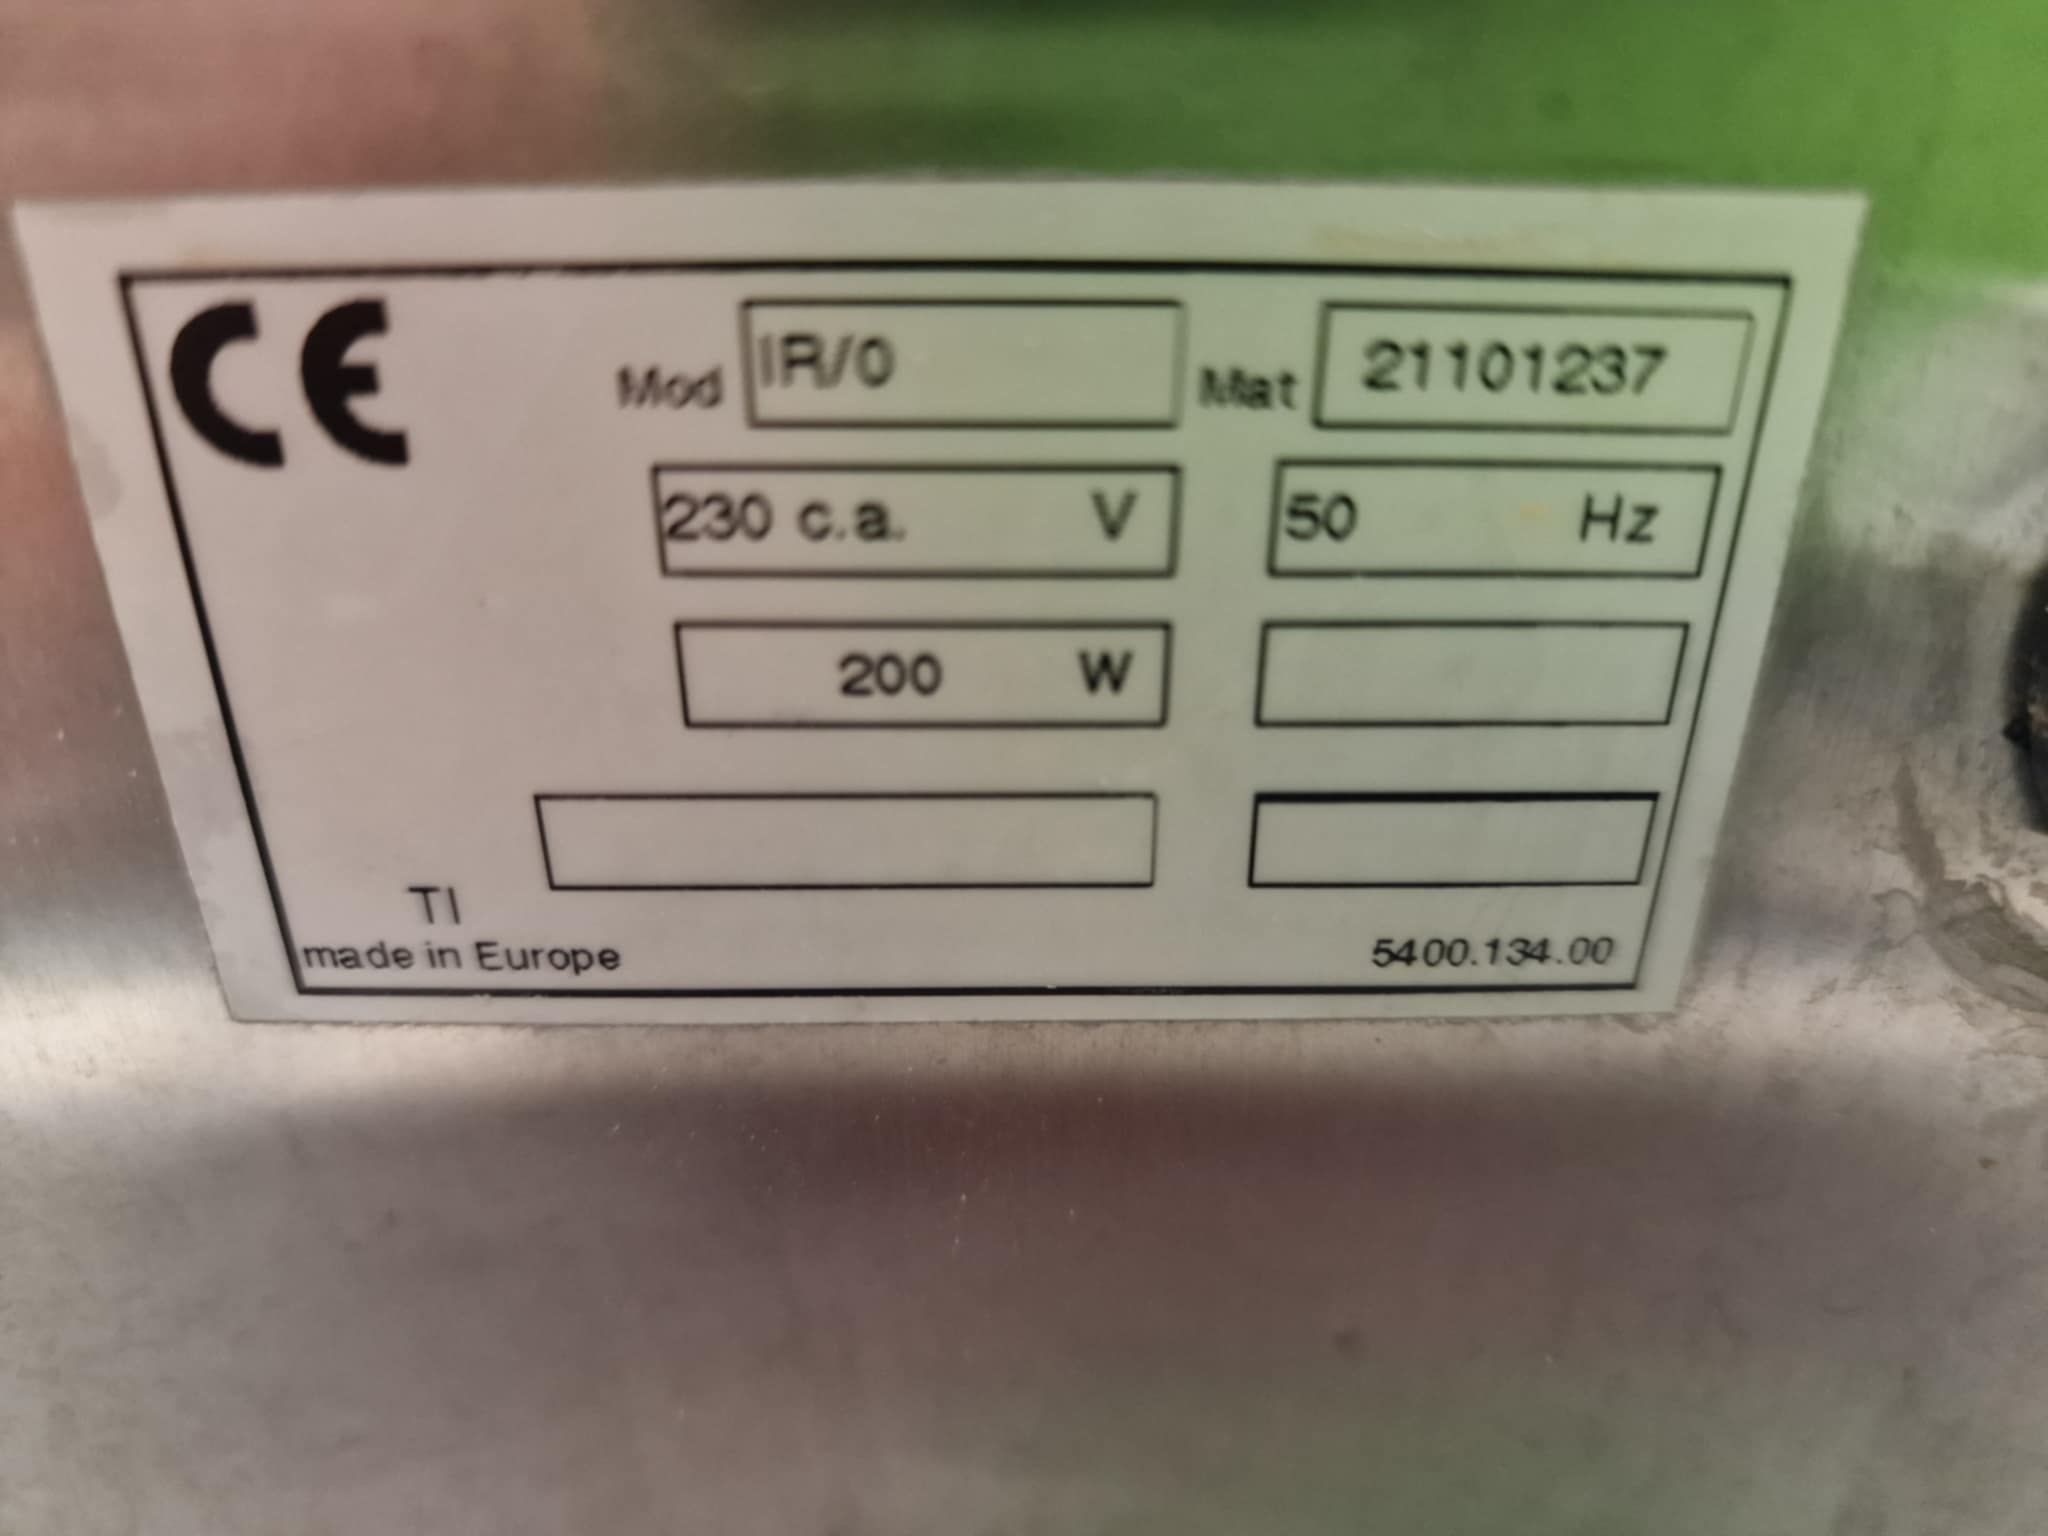 CE
Mod IR/0 Mat 21101237
230 c.a. V 50 Hz
200 W
TI
made in Europe 5400.134.00